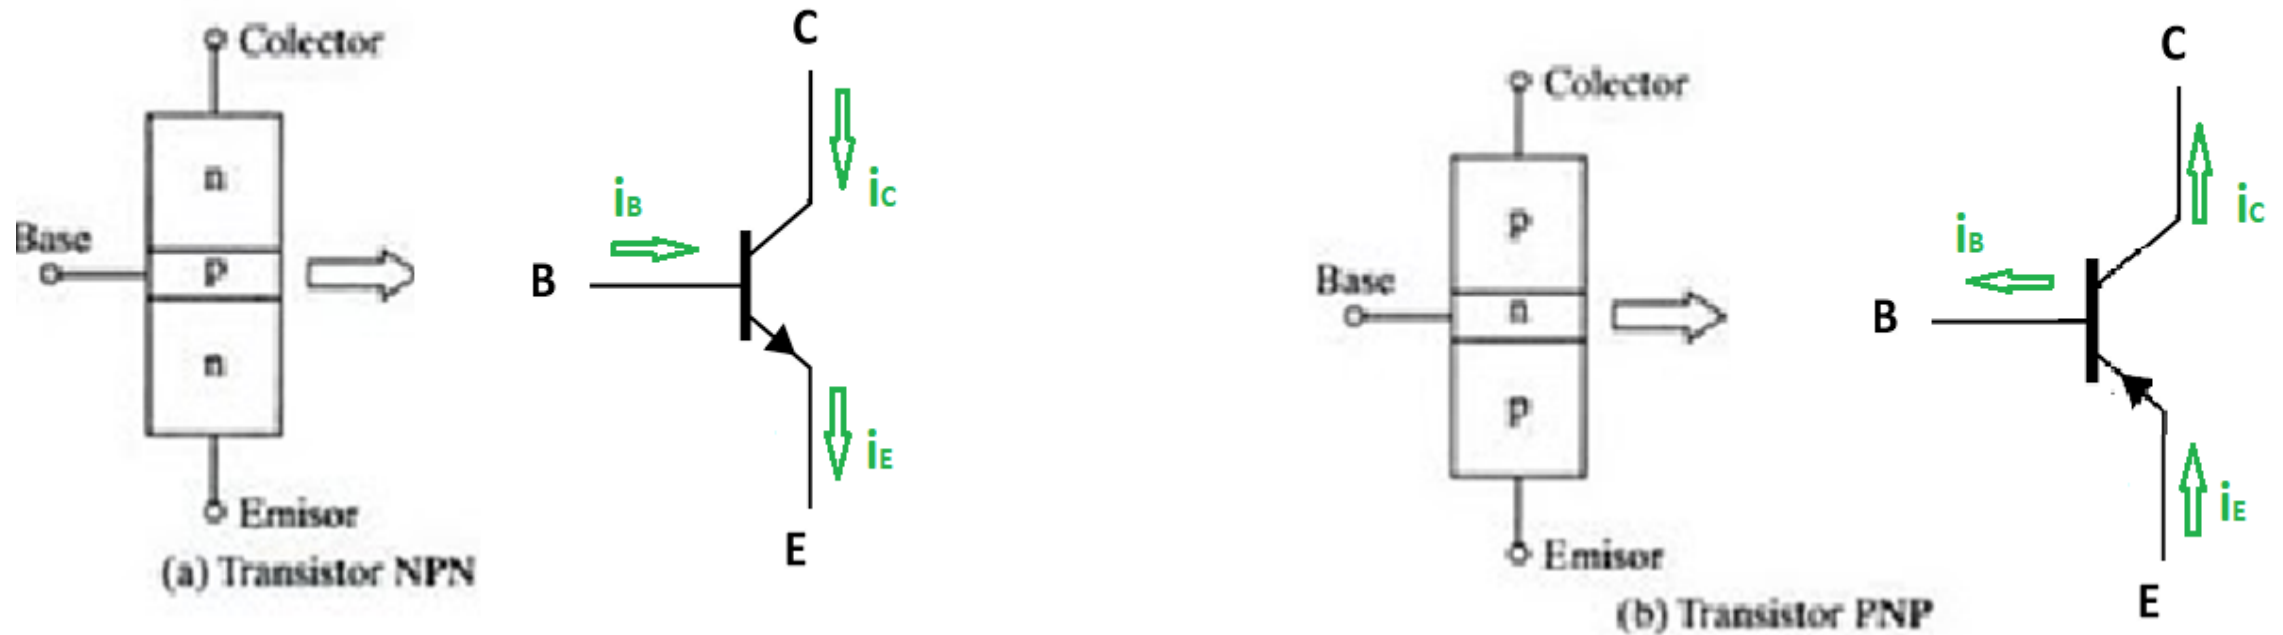 Colector
n
Base
p
n
Emisor
(a) Transistor NPN
C
iC
iB
B
iE
E
Colector
p
Base
n
p
Emisor
(b) Transistor PNP
C
iC
iB
B
iE
E